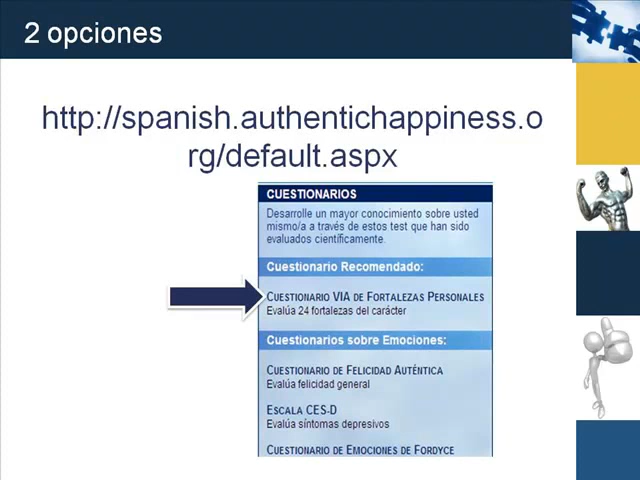 2 opciones
http://spanish.authentichappiness.o
rg/default.aspx
CUESTIONARIOS
Desarrolle un mayor conocimiento sobre usted
mismo/a a través de estos test que han sido
evaluados científicamente.
Cuestionario Recomendado:
CUESTIONARIO VIA DE FORTALEZAS PERSONALES
Evalúa 24 fortalezas del carácter
Cuestionarios sobre Emociones:
CUESTIONARIO DE FELICIDAD AUTÉNTICA
Evalúa felicidad general
ESCALA CES-D
Evalúa síntomas depresivos
CUESTIONARIO DE EMOCIONES DE FORDYCE